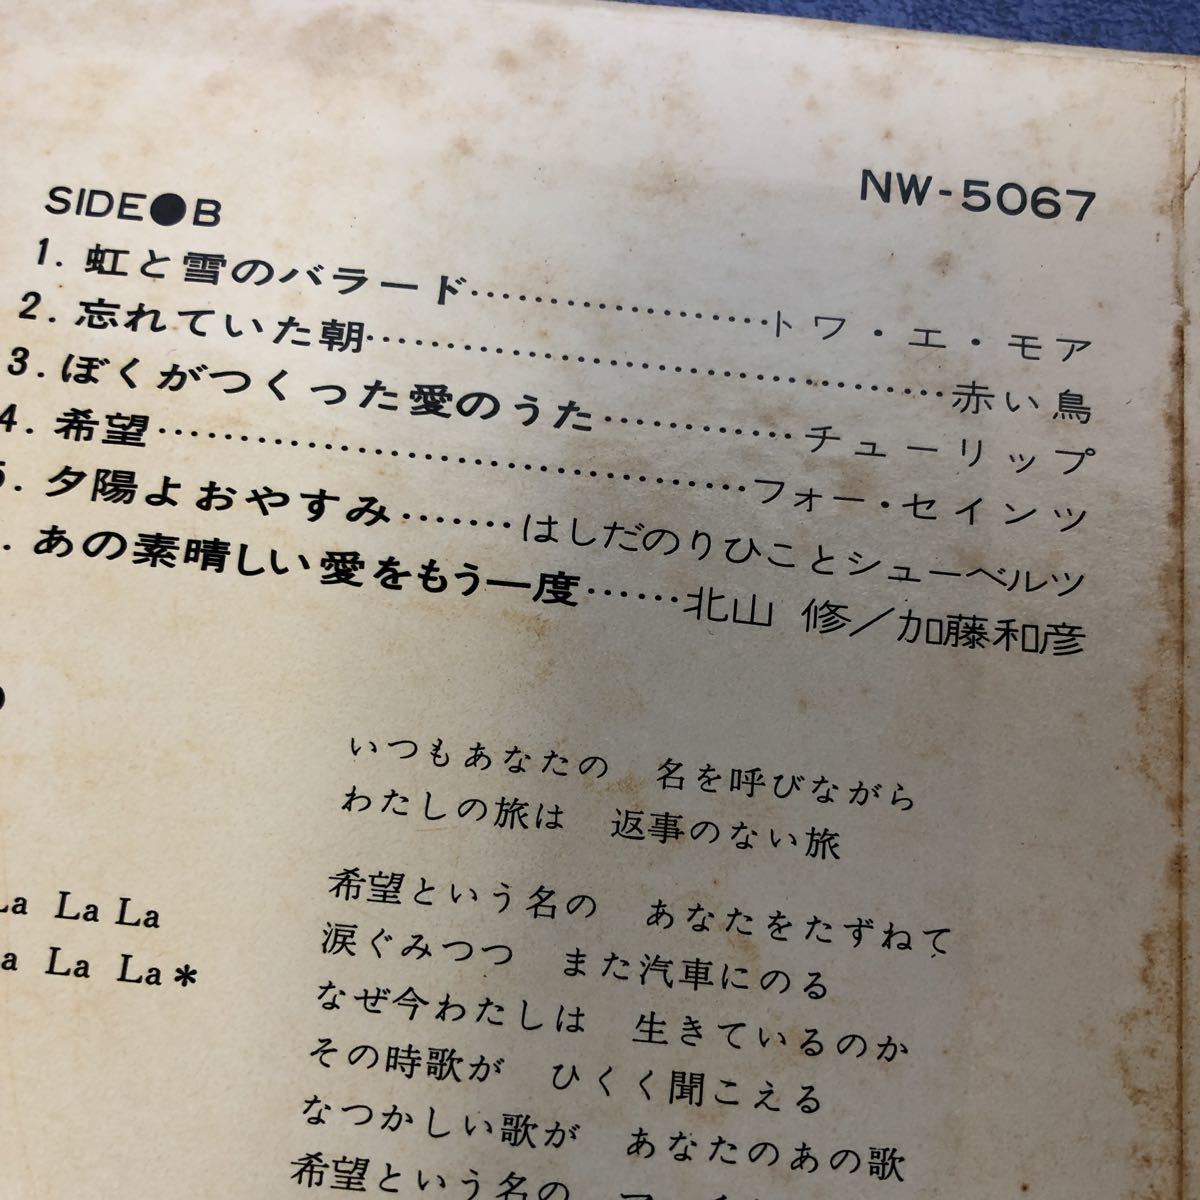 NW-5067
SIDE●B
1. 虹と雪のバラード………………トワ・エ・モア
2. 忘れていた朝………………………………赤い鳥
3. ぼくがつくった愛のうた…………チューリップ
4. 希望………………………………フォー・セインツ
5. 夕陽よおやすみ……はしだのりひことシューベルツ
. あの素晴しい愛をもう一度……北山 修／加藤和彦
いつもあなたの 名を呼びながら
わたしの旅は 返事のない旅
希望という名の あなたをたずねて
涙ぐみつつ また汽車にのる
なぜ今わたしは 生きているのか
その時歌が ひくく聞こえる
なつかしい歌が あなたのあの歌
希望という名の
La La La
a La La＊